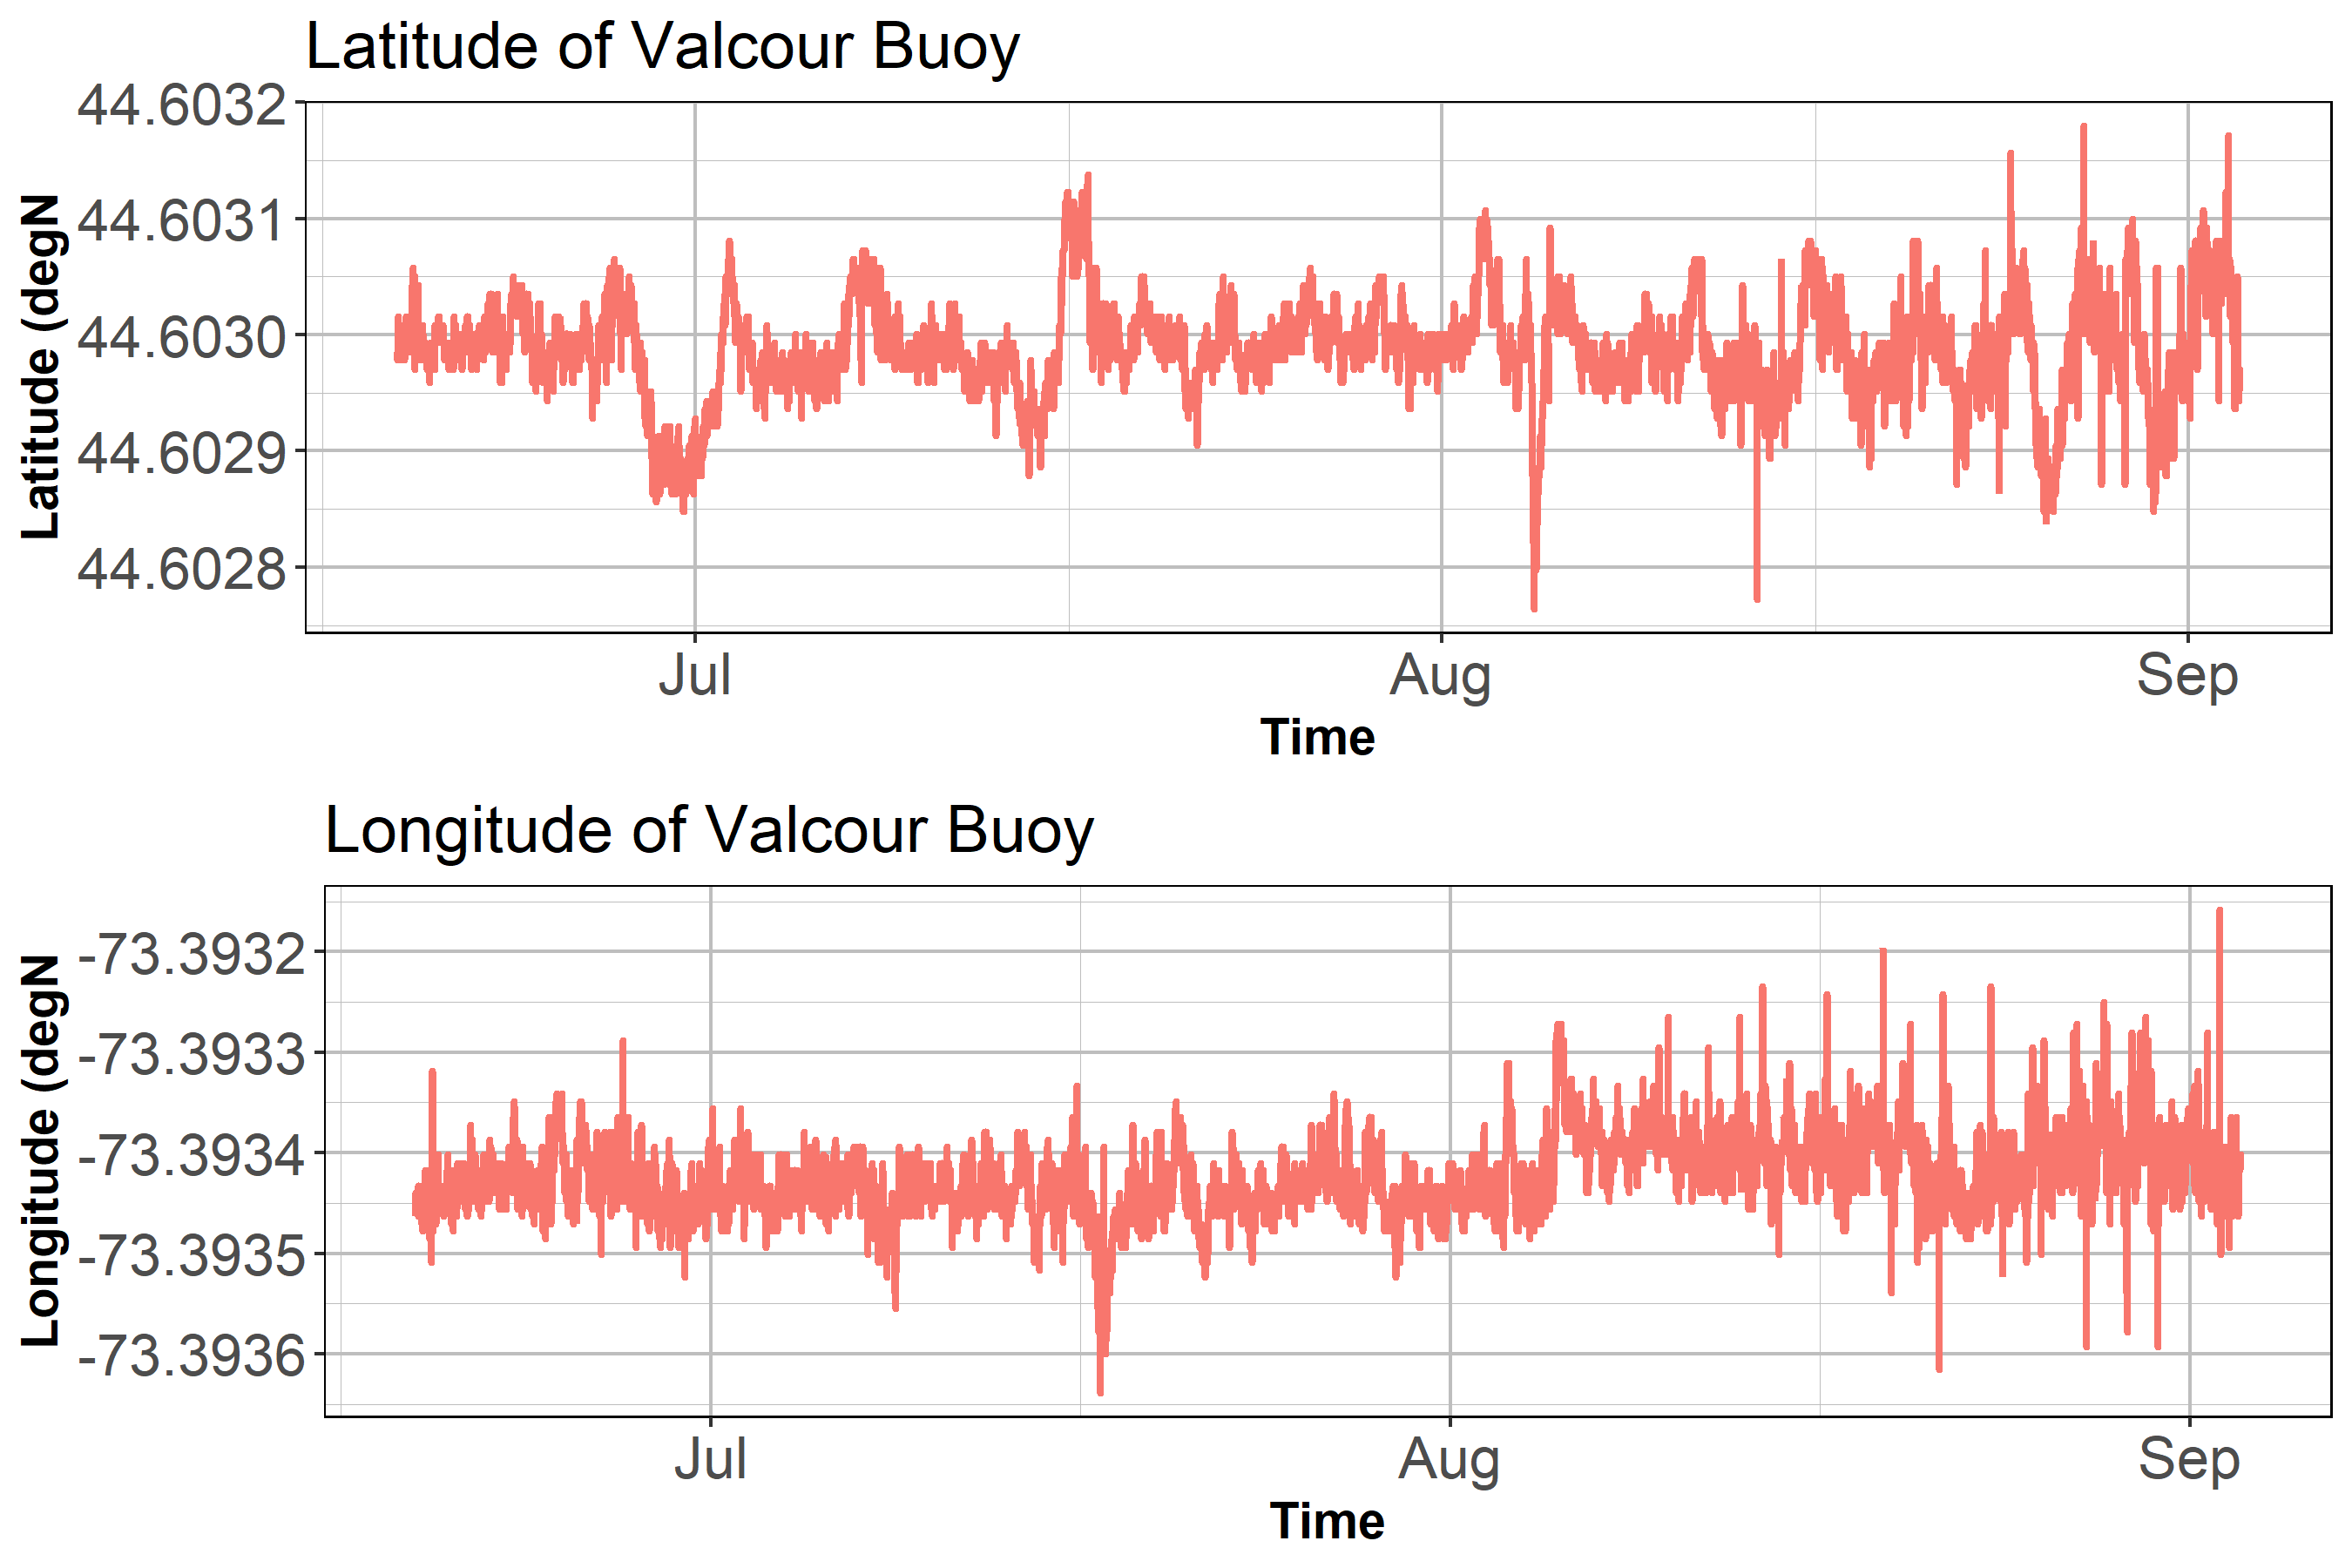 Latitude of Valcour Buoy
44.6032
44.6031
44.6030
44.6029
44.6028
Latitude (degN
Jul Aug Sep
Time
Longitude of Valcour Buoy
-73.3932
-73.3933
-73.3934
-73.3935
-73.3936
Longitude (degN
Jul Aug Sep
Time